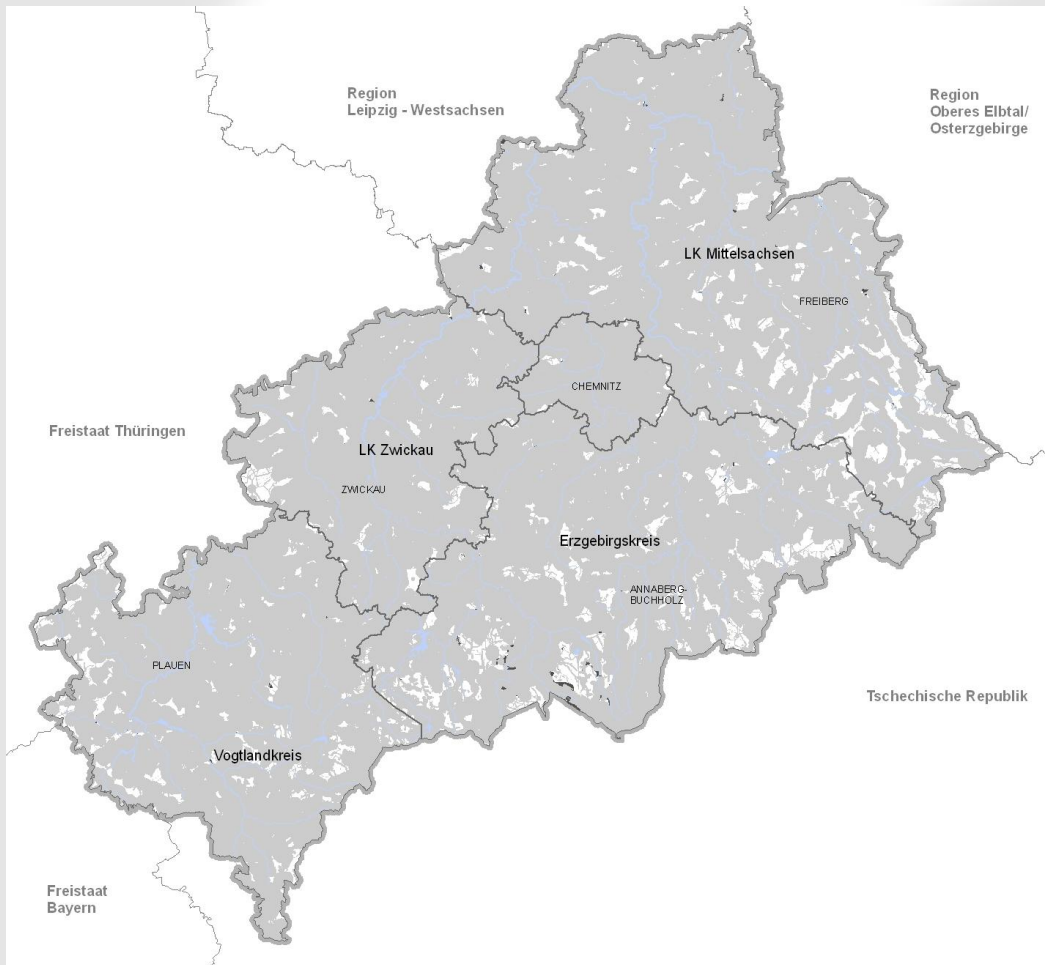 Region
Leipzig - Westsachsen
Region
Oberes Elbtal/
Osterzgebirge
LK Mittelsachsen
FREIBERG
CHEMNITZ
Freistaat Thüringen
LK Zwickau
ZWICKAU
Erzgebirgskreis
ANNABERG-
BUCHHOLZ
PLAUEN
Tschechische Republik
Vogtlandkreis
Freistaat
Bayern